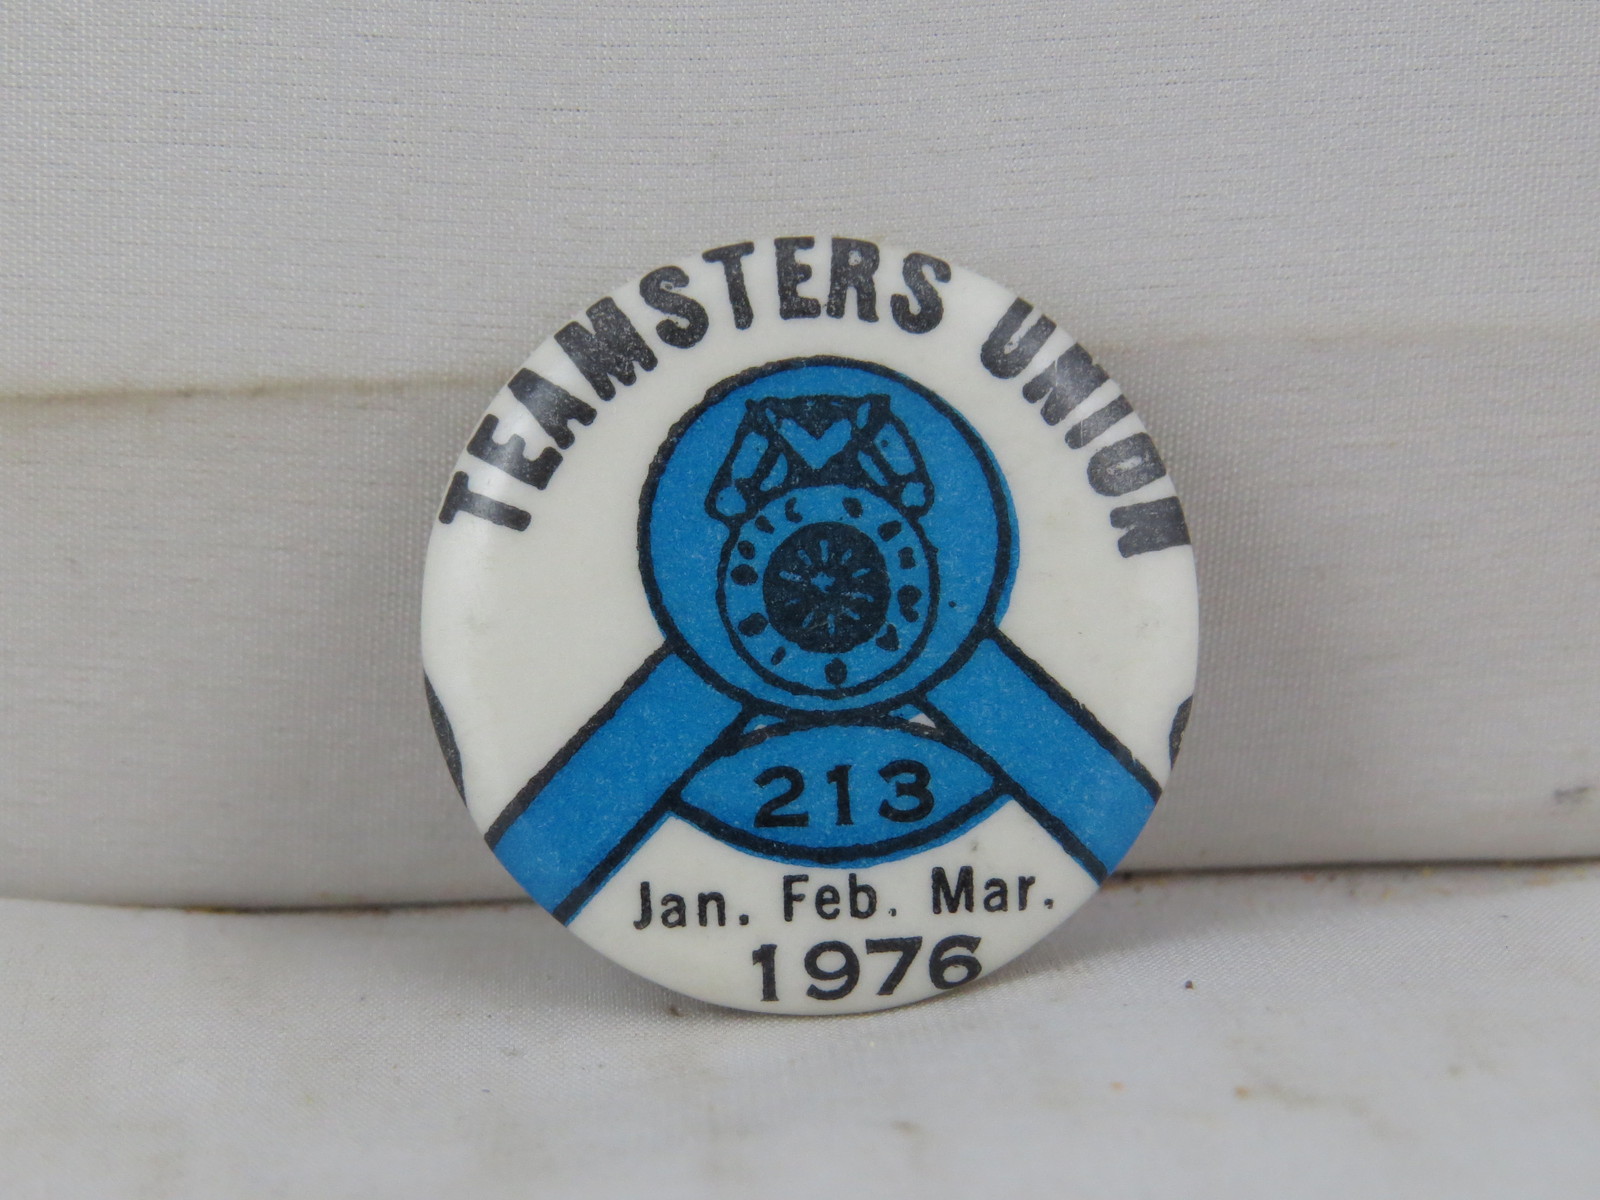 TEAMSTERS UNION
213
Jan. Feb. Mar.
1976